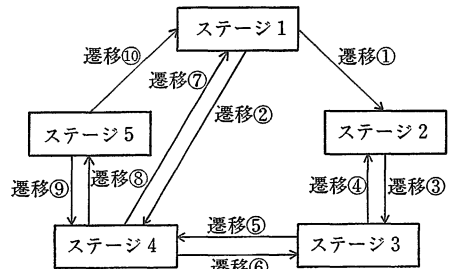 ステージ1
遷移⑩
遷移⑦
遷移①
遷移②
ステージ5
ステージ2
遷移⑨
遷移⑧
遷移④
遷移③
遷移⑤
ステージ4
ステージ3
遷移⑥